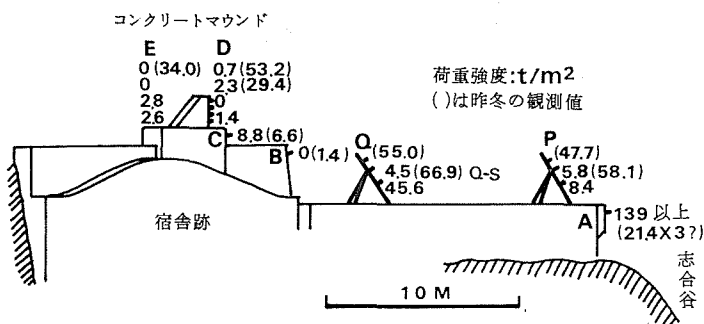 コンクリートマウンド
E
0 (34.0)
0
2.8
2.6
D
0.7(53.2)
2.3(29.4)
0
1.4
C
8.8(6.6)
B
0(1.4)
荷重強度:t/m2
( )は昨冬の観測値
Q
(55.0)
4.5(66.9) Q-S
45.6
P
(47.7)
5.8(58.1)
8.4
A
139 以上
(21.4X3?)
宿舎跡
志合谷
10 M